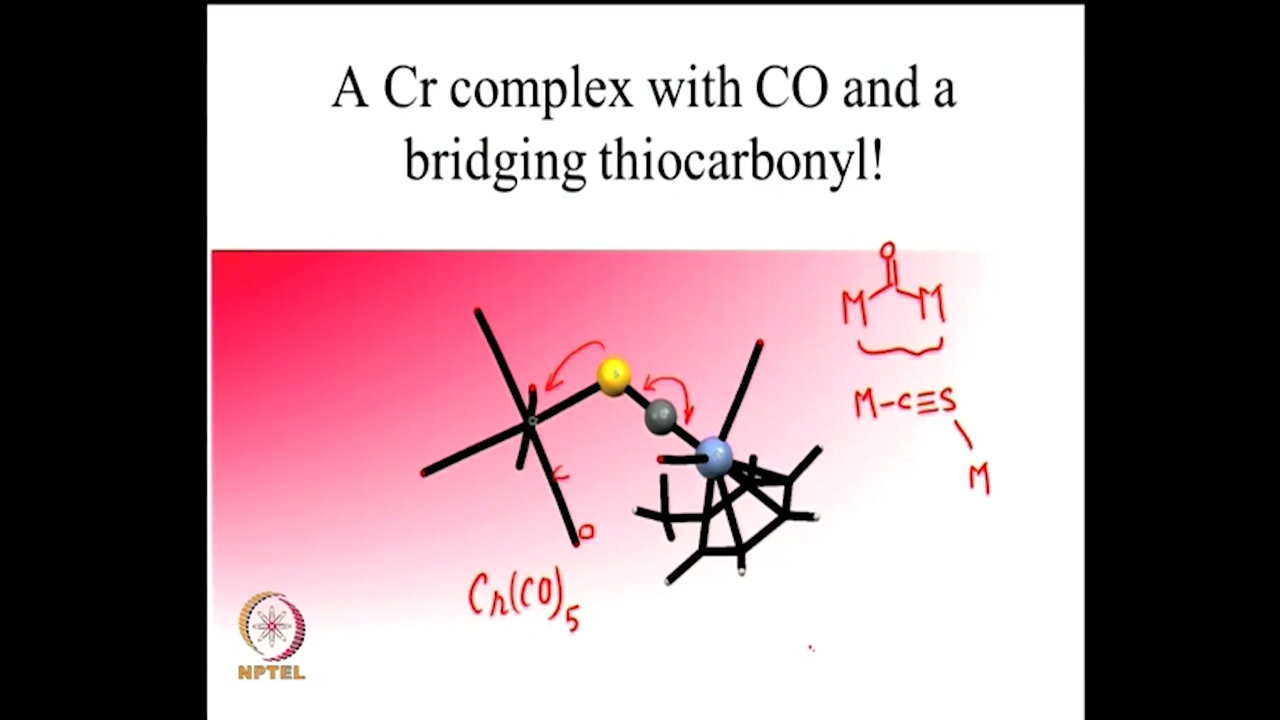 A Cr complex with CO and a
bridging thiocarbonyl!
O
M M
M-C≡S
M
S
O
Cr(CO)5
NPTEL